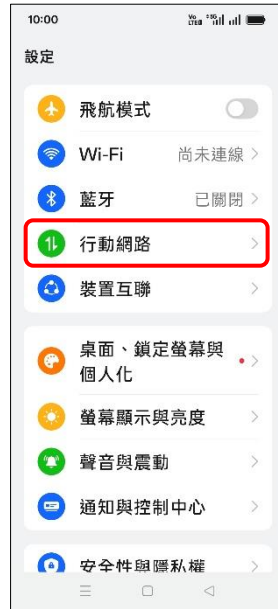 10:00
設定
飛航模式
Wi-Fi 尚未連線
藍牙 已關閉
行動網路
裝置互聯
桌面、鎖定螢幕與
個人化
螢幕顯示與亮度
聲音與震動
通知與控制中心
安全性與隱私權